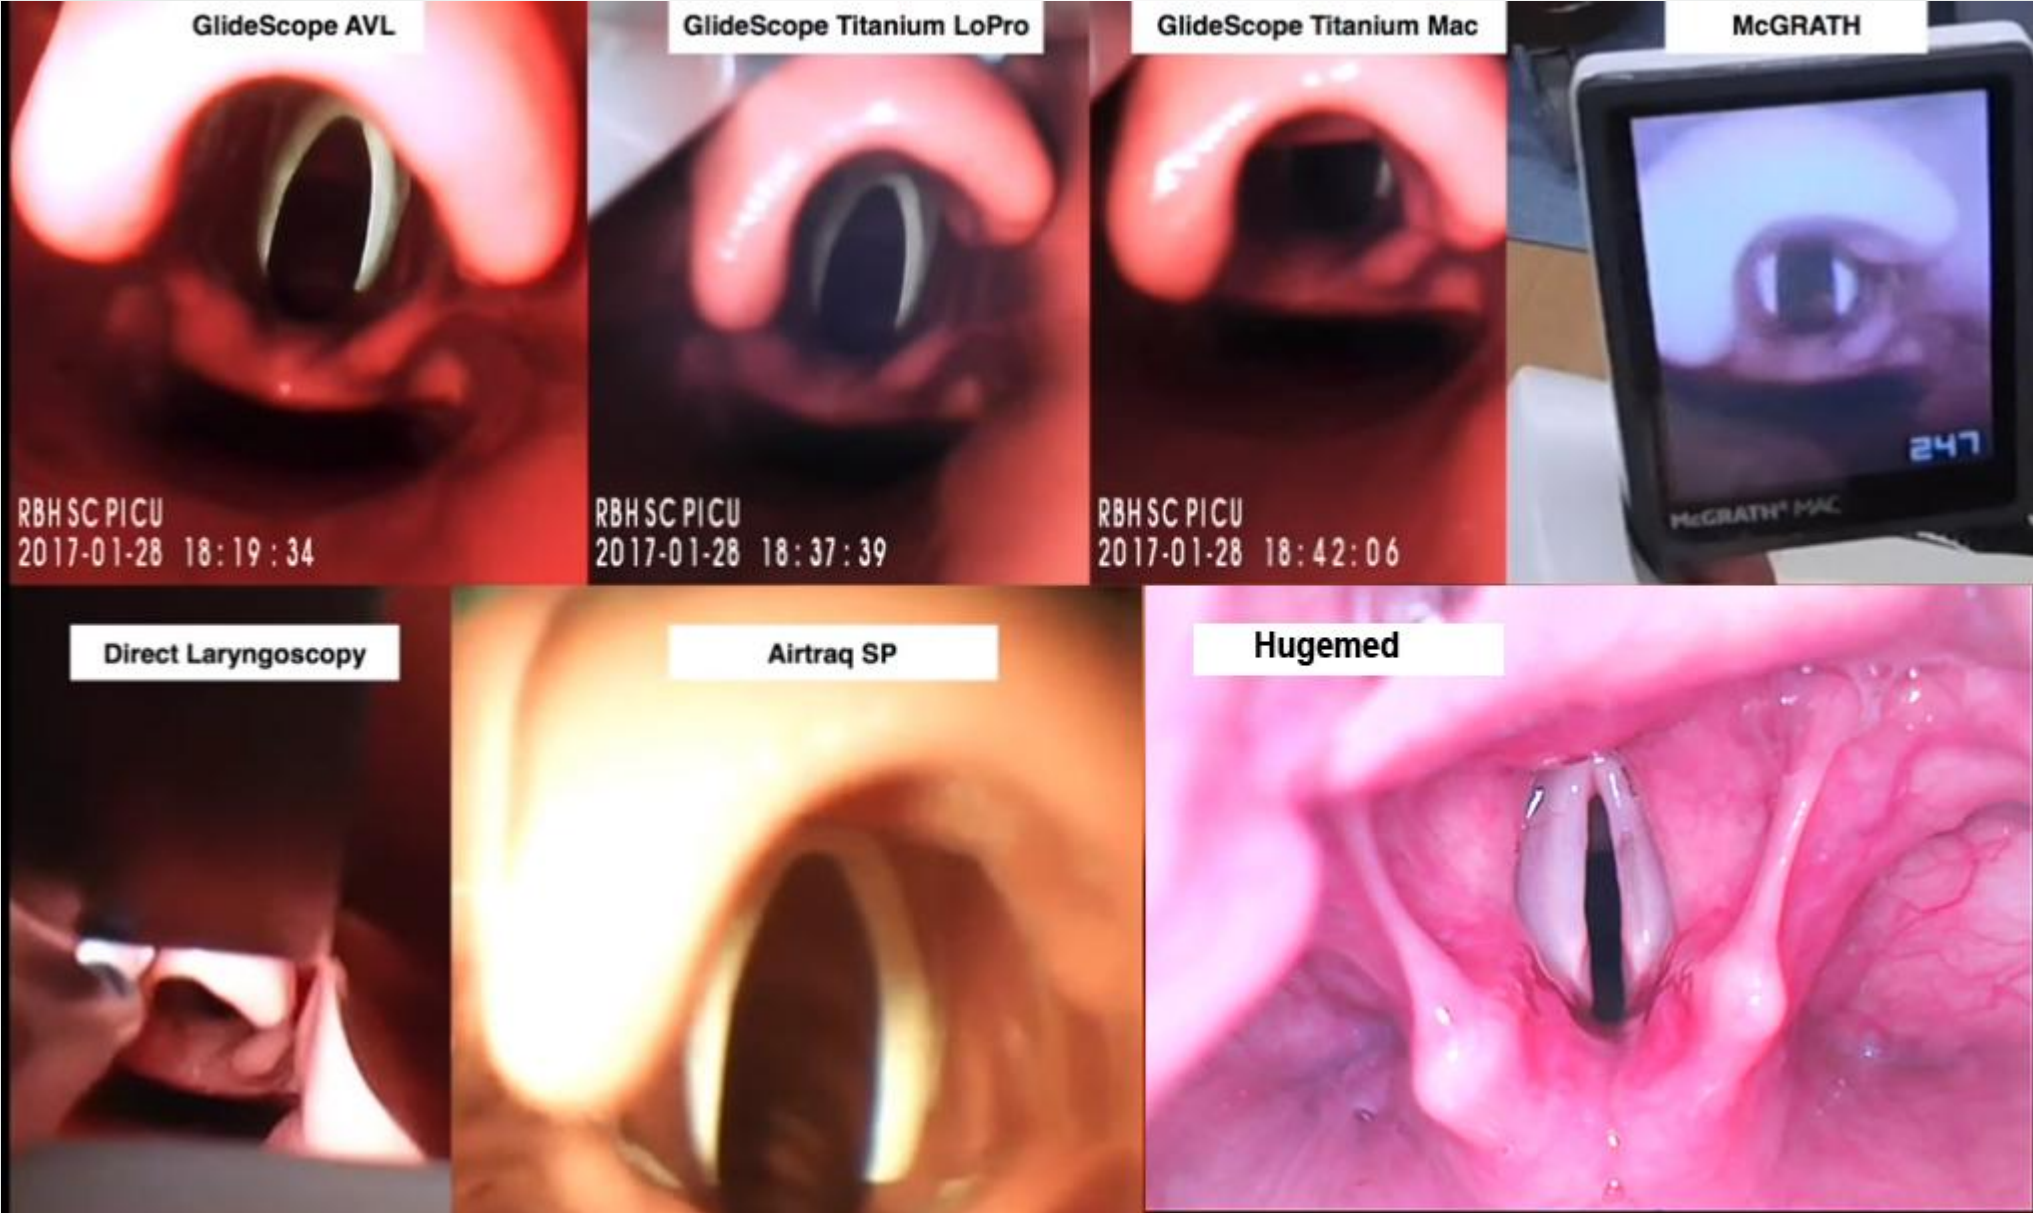 GlideScope AVL
GlideScope Titanium LoPro
GlideScope Titanium Mac
McGRATH
247
McGRATH® MAC
RBHSC PICU
2017-01-28 18:19:34
RBHSC PICU
2017-01-28 18:37:39
RBHSC PICU
2017-01-28 18:42:06
Direct Laryngoscopy
Airtraq SP
Hugemed